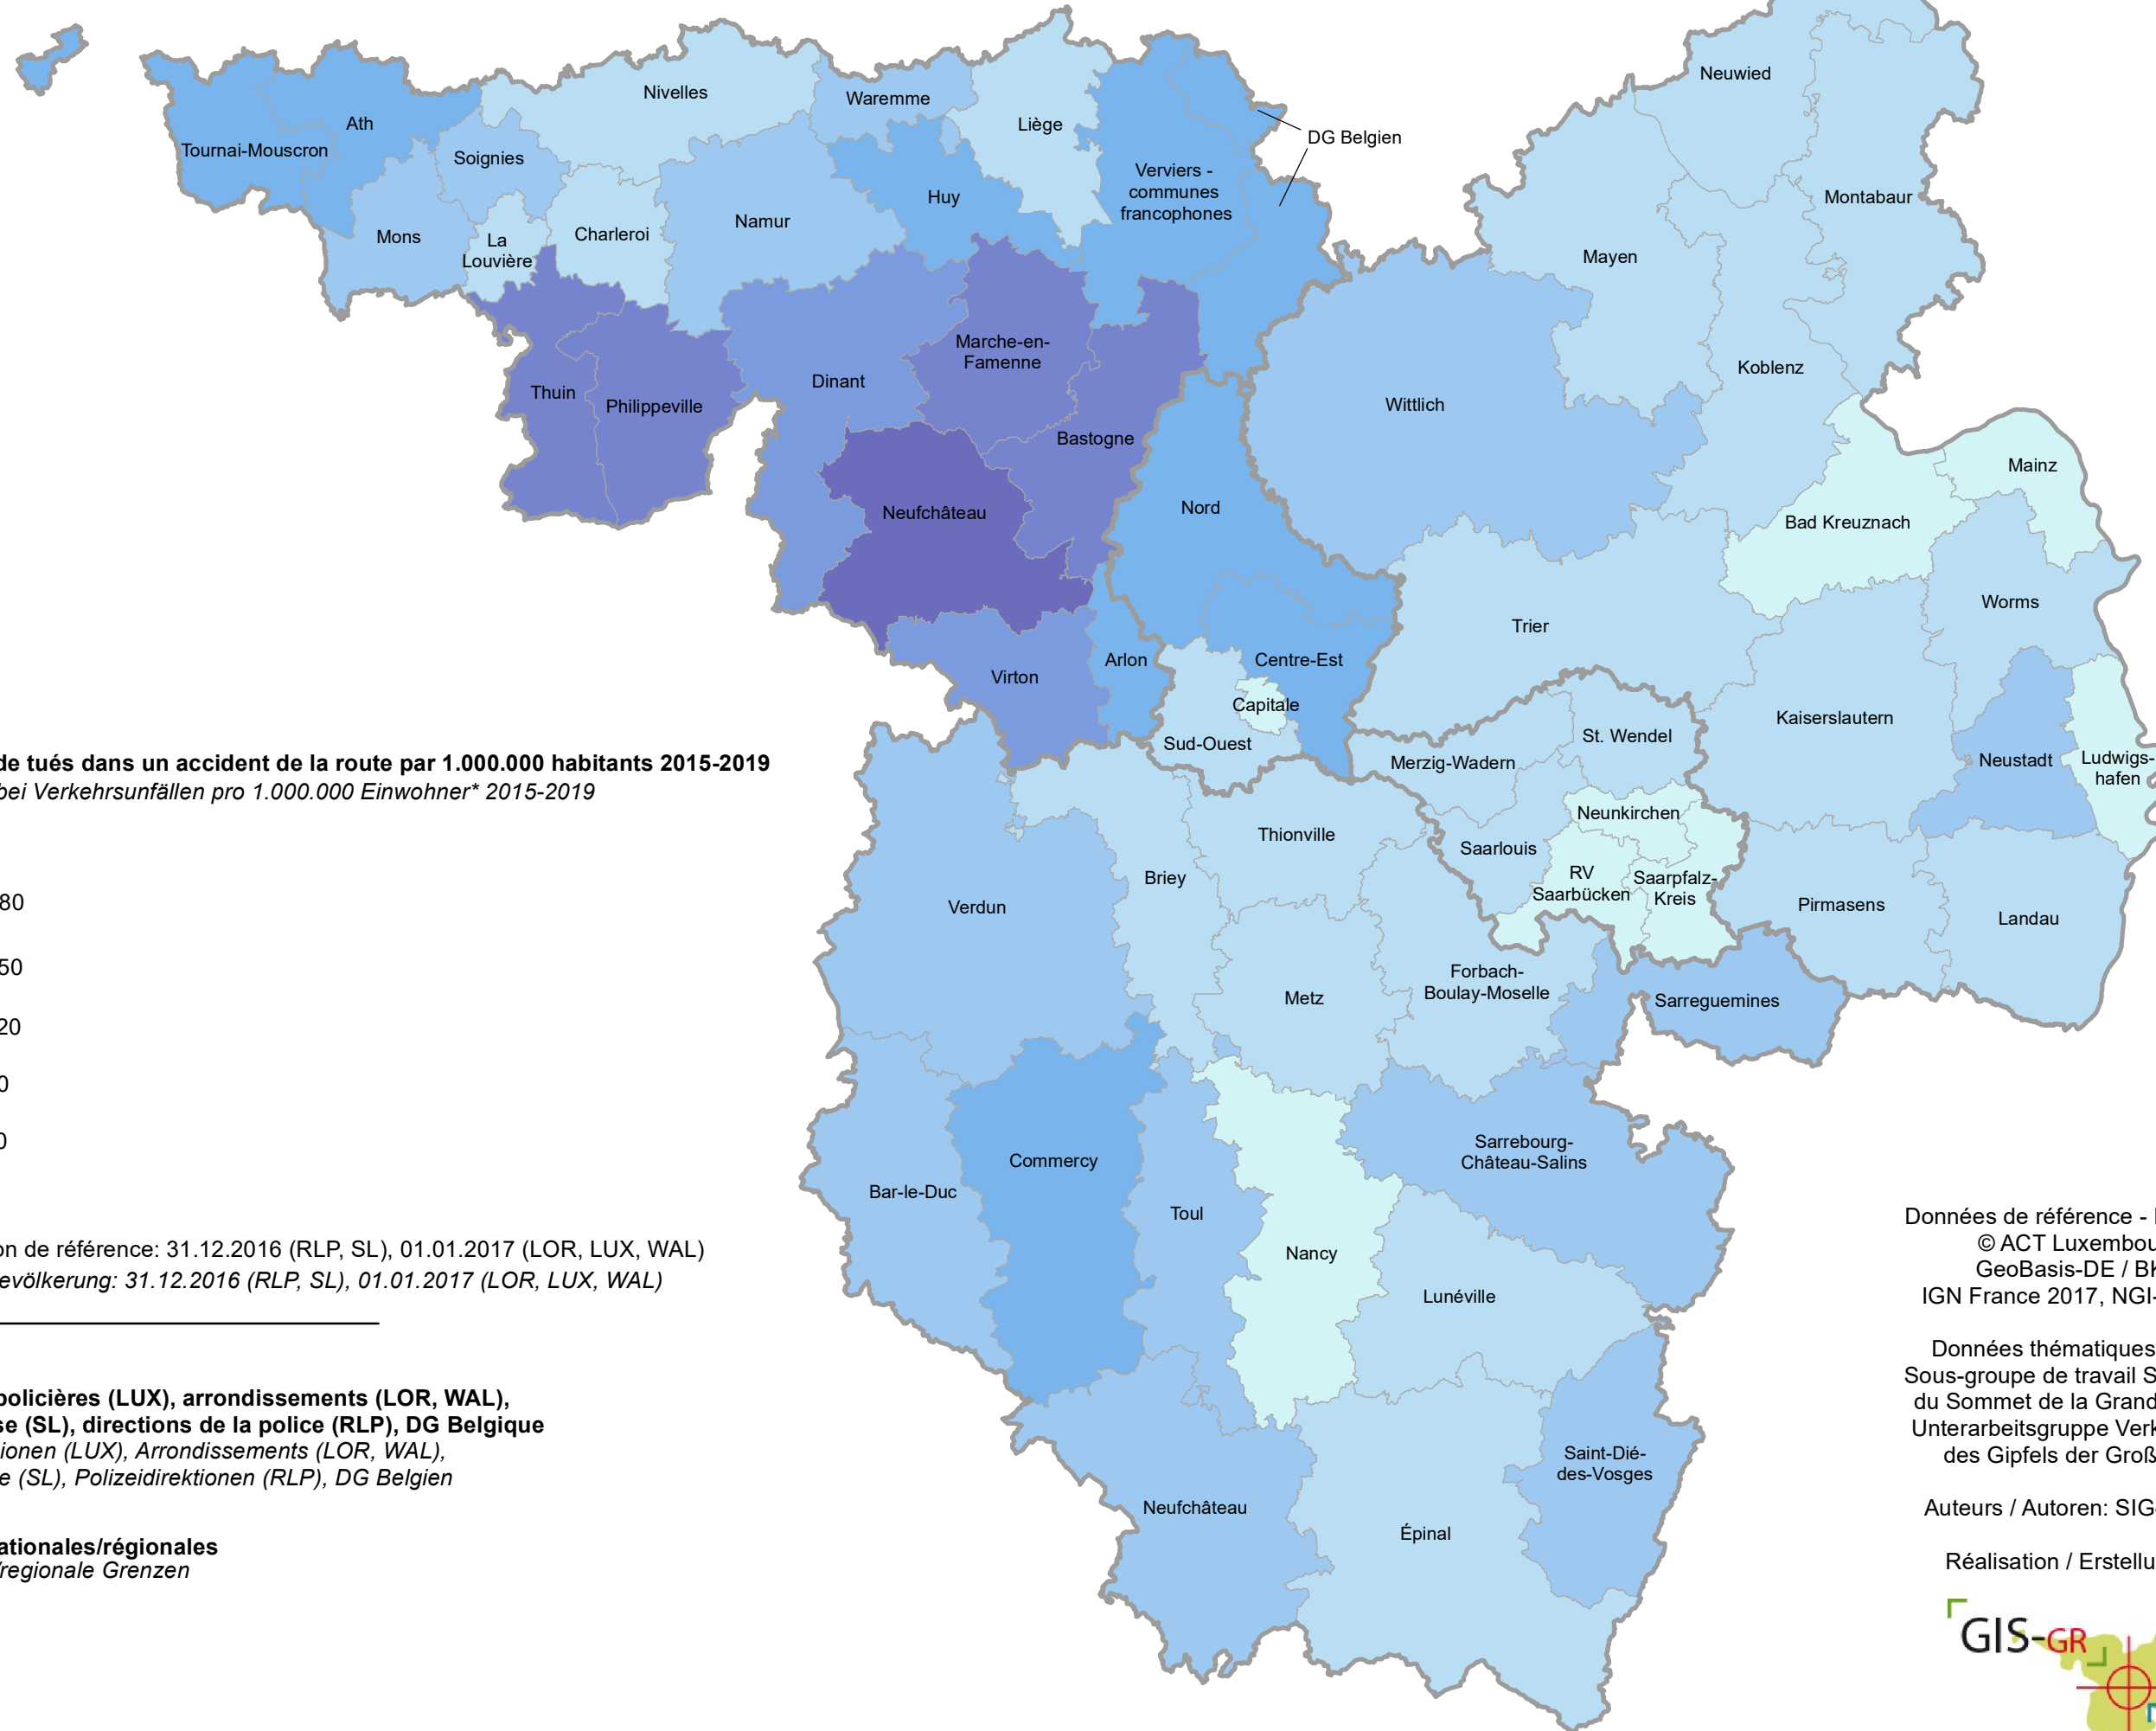 Neuwied
Nivelles
Waremme
Liège
Ath
DG Belgien
Tournai-Mouscron
Soignies
Verviers -
communes
francophones
Huy
Montabaur
Namur
Mons
La
Louvière
Charleroi
Mayen
Marche-en-
Famenne
Koblenz
Dinant
Thuin
Philippeville
Wittlich
Bastogne
Mainz
Nord
Neufchâteau
Bad Kreuznach
Worms
Trier
Arlon
Centre-Est
Virton
Capitale
Kaiserslautern
Sud-Ouest
St. Wendel
Merzig-Wadern
Neustadt
Ludwigs-
hafen
de tués dans un accident de la route par 1.000.000 habitants 2015-2019
bei Verkehrsunfällen pro 1.000.000 Einwohner* 2015-2019
Neunkirchen
Thionville
Saarlouis
Briey
RV
Saarbücken
Saarpfalz-
Kreis
80
Verdun
Pirmasens
Landau
50
Forbach-
Boulay-Moselle
Metz
Sarreguemines
20
0
0
Commercy
Sarrebourg-
Château-Salins
Bar-le-Duc
Toul
Nancy
Lunéville
on de référence: 31.12.2016 (RLP, SL), 01.01.2017 (LOR, LUX, WAL)
evölkerung: 31.12.2016 (RLP, SL), 01.01.2017 (LOR, LUX, WAL)
policières (LUX), arrondissements (LOR, WAL),
se (SL), directions de la police (RLP), DG Belgique
ionen (LUX), Arrondissements (LOR, WAL),
e (SL), Polizeidirektionen (RLP), DG Belgien
Saint-Dié-
des-Vosges
Neufchâteau
Épinal
ationales/régionales
/regionale Grenzen
Données de référence -
© ACT Luxembou
GeoBasis-DE / BK
IGN France 2017, NGI-
Données thématiques
Sous-groupe de travail S
du Sommet de la Grand
Unterarbeitsgruppe Verk
des Gipfels der Groß
Auteurs / Autoren: SIG
Réalisation / Erstellu
GIS-GR